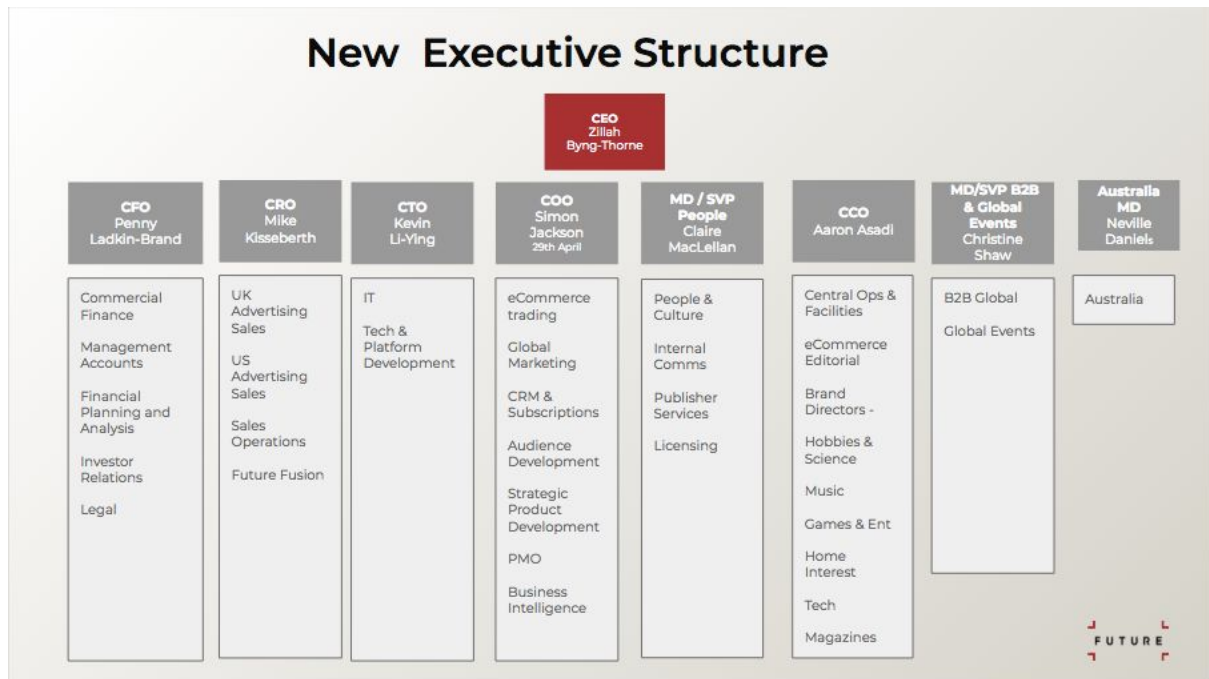 New Executive Structure
CEO
Zillah
Byng-Thorne
CFO
Penny
Ladkin-Brand
CRO
Mike
Kisseberth
CTO
Kevin
Li-Ying
COO
Simon
Jackson
29th April
MD / SVP
People
Claire
MacLellan
CCO
Aaron Asadi
MD/SVP B2B
& Global
Events
Christine
Shaw
Australia
MD
Neville
Daniels
Commercial
Finance
Management
Accounts
Financial
Planning and
Analysis
Investor
Relations
Legal
UK
Advertising
Sales
US
Advertising
Sales
Sales
Operations
Future Fusion
IT
Tech &
Platform
Development
eCommerce
trading
Global
Marketing
CRM &
Subscriptions
Audience
Development
Strategic
Product
Development
PMO
Business
Intelligence
People &
Culture
Internal
Comms
Publisher
Services
Licensing
Central Ops &
Facilities
eCommerce
Editorial
Brand
Directors -
Hobbies &
Science
Music
Games & Ent
Home
Interest
Tech
Magazines
B2B Global
Global Events
Australia
FUTURE